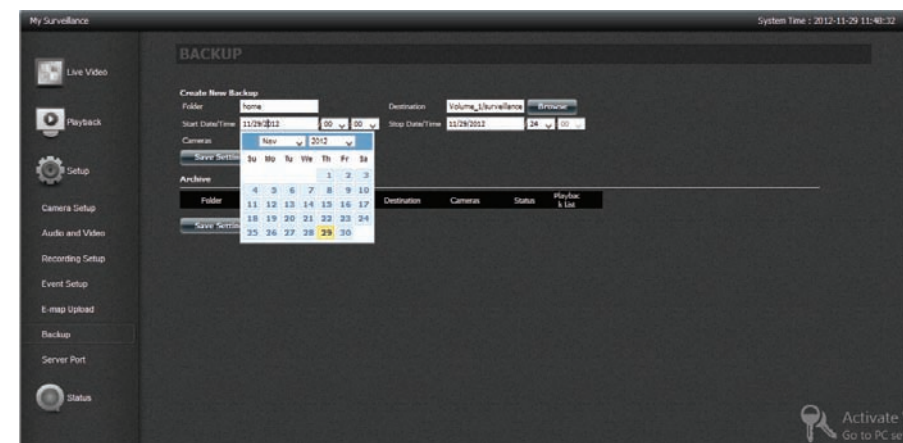 My Surveillance
System Time : 2012-11-29 11:40:32
BACKUP
Live Video
Playback
Setup
Camera Setup
Audio and Video
Recording Setup
Event Setup
E-map Upload
Backup
Server Port
Status
Create New Backup
Folder home Destination Volume_1/surveillance Browse
Start Date/Time 11/29/2012 00 00 Stop Date/Time 11/29/2012 24 00
Cameras
Save Settin
Nov 2012
Su Mo Tu We Th Fr Sa
1 2 3
4 5 6 7 8 9 10
11 12 13 14 15 16 17
18 19 20 21 22 23 24
25 26 27 28 29 30
Archive
Folder Destination Cameras Status Playbac
k List
Save Settin
Activate
Go to PC se